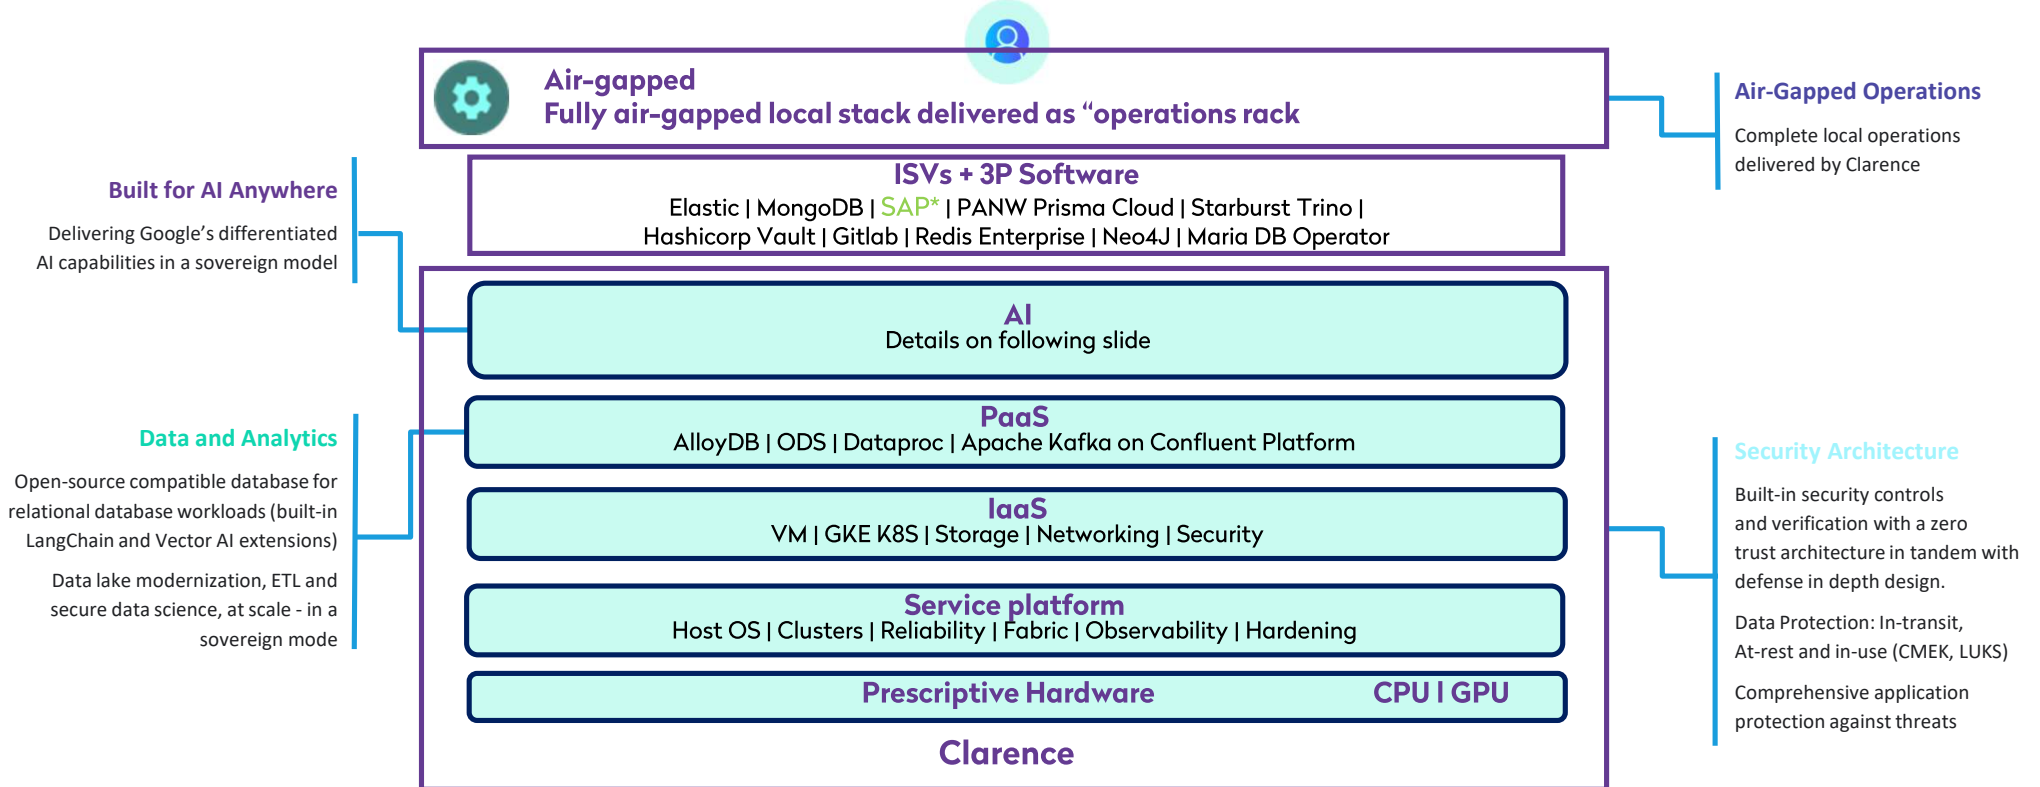 Air-gapped
Fully air-gapped local stack delivered as “operations rack
Air-Gapped Operations
Complete local operations
delivered by Clarence
ISVs + 3P Software
Elastic | MongoDB | SAP* | PANW Prisma Cloud | Starburst Trino |
Hashicorp Vault | Gitlab | Redis Enterprise | Neo4J | Maria DB Operator
Built for AI Anywhere
Delivering Google’s differentiated
AI capabilities in a sovereign model
AI
Details on following slide
PaaS
AlloyDB | ODS | Dataproc | Apache Kafka on Confluent Platform
Data and Analytics
Open-source compatible database for
relational database workloads (built-in
LangChain and Vector AI extensions)
Data lake modernization, ETL and
secure data science, at scale - in a
sovereign mode
IaaS
VM | GKE K8S | Storage | Networking | Security
Service platform
Host OS | Clusters | Reliability | Fabric | Observability | Hardening
Prescriptive Hardware
CPU l GPU
Clarence
Security Architecture
Built-in security controls
and verification with a zero
trust architecture in tandem with
defense in depth design.
Data Protection: In-transit,
At-rest and in-use (CMEK, LUKS)
Comprehensive application
protection against threats